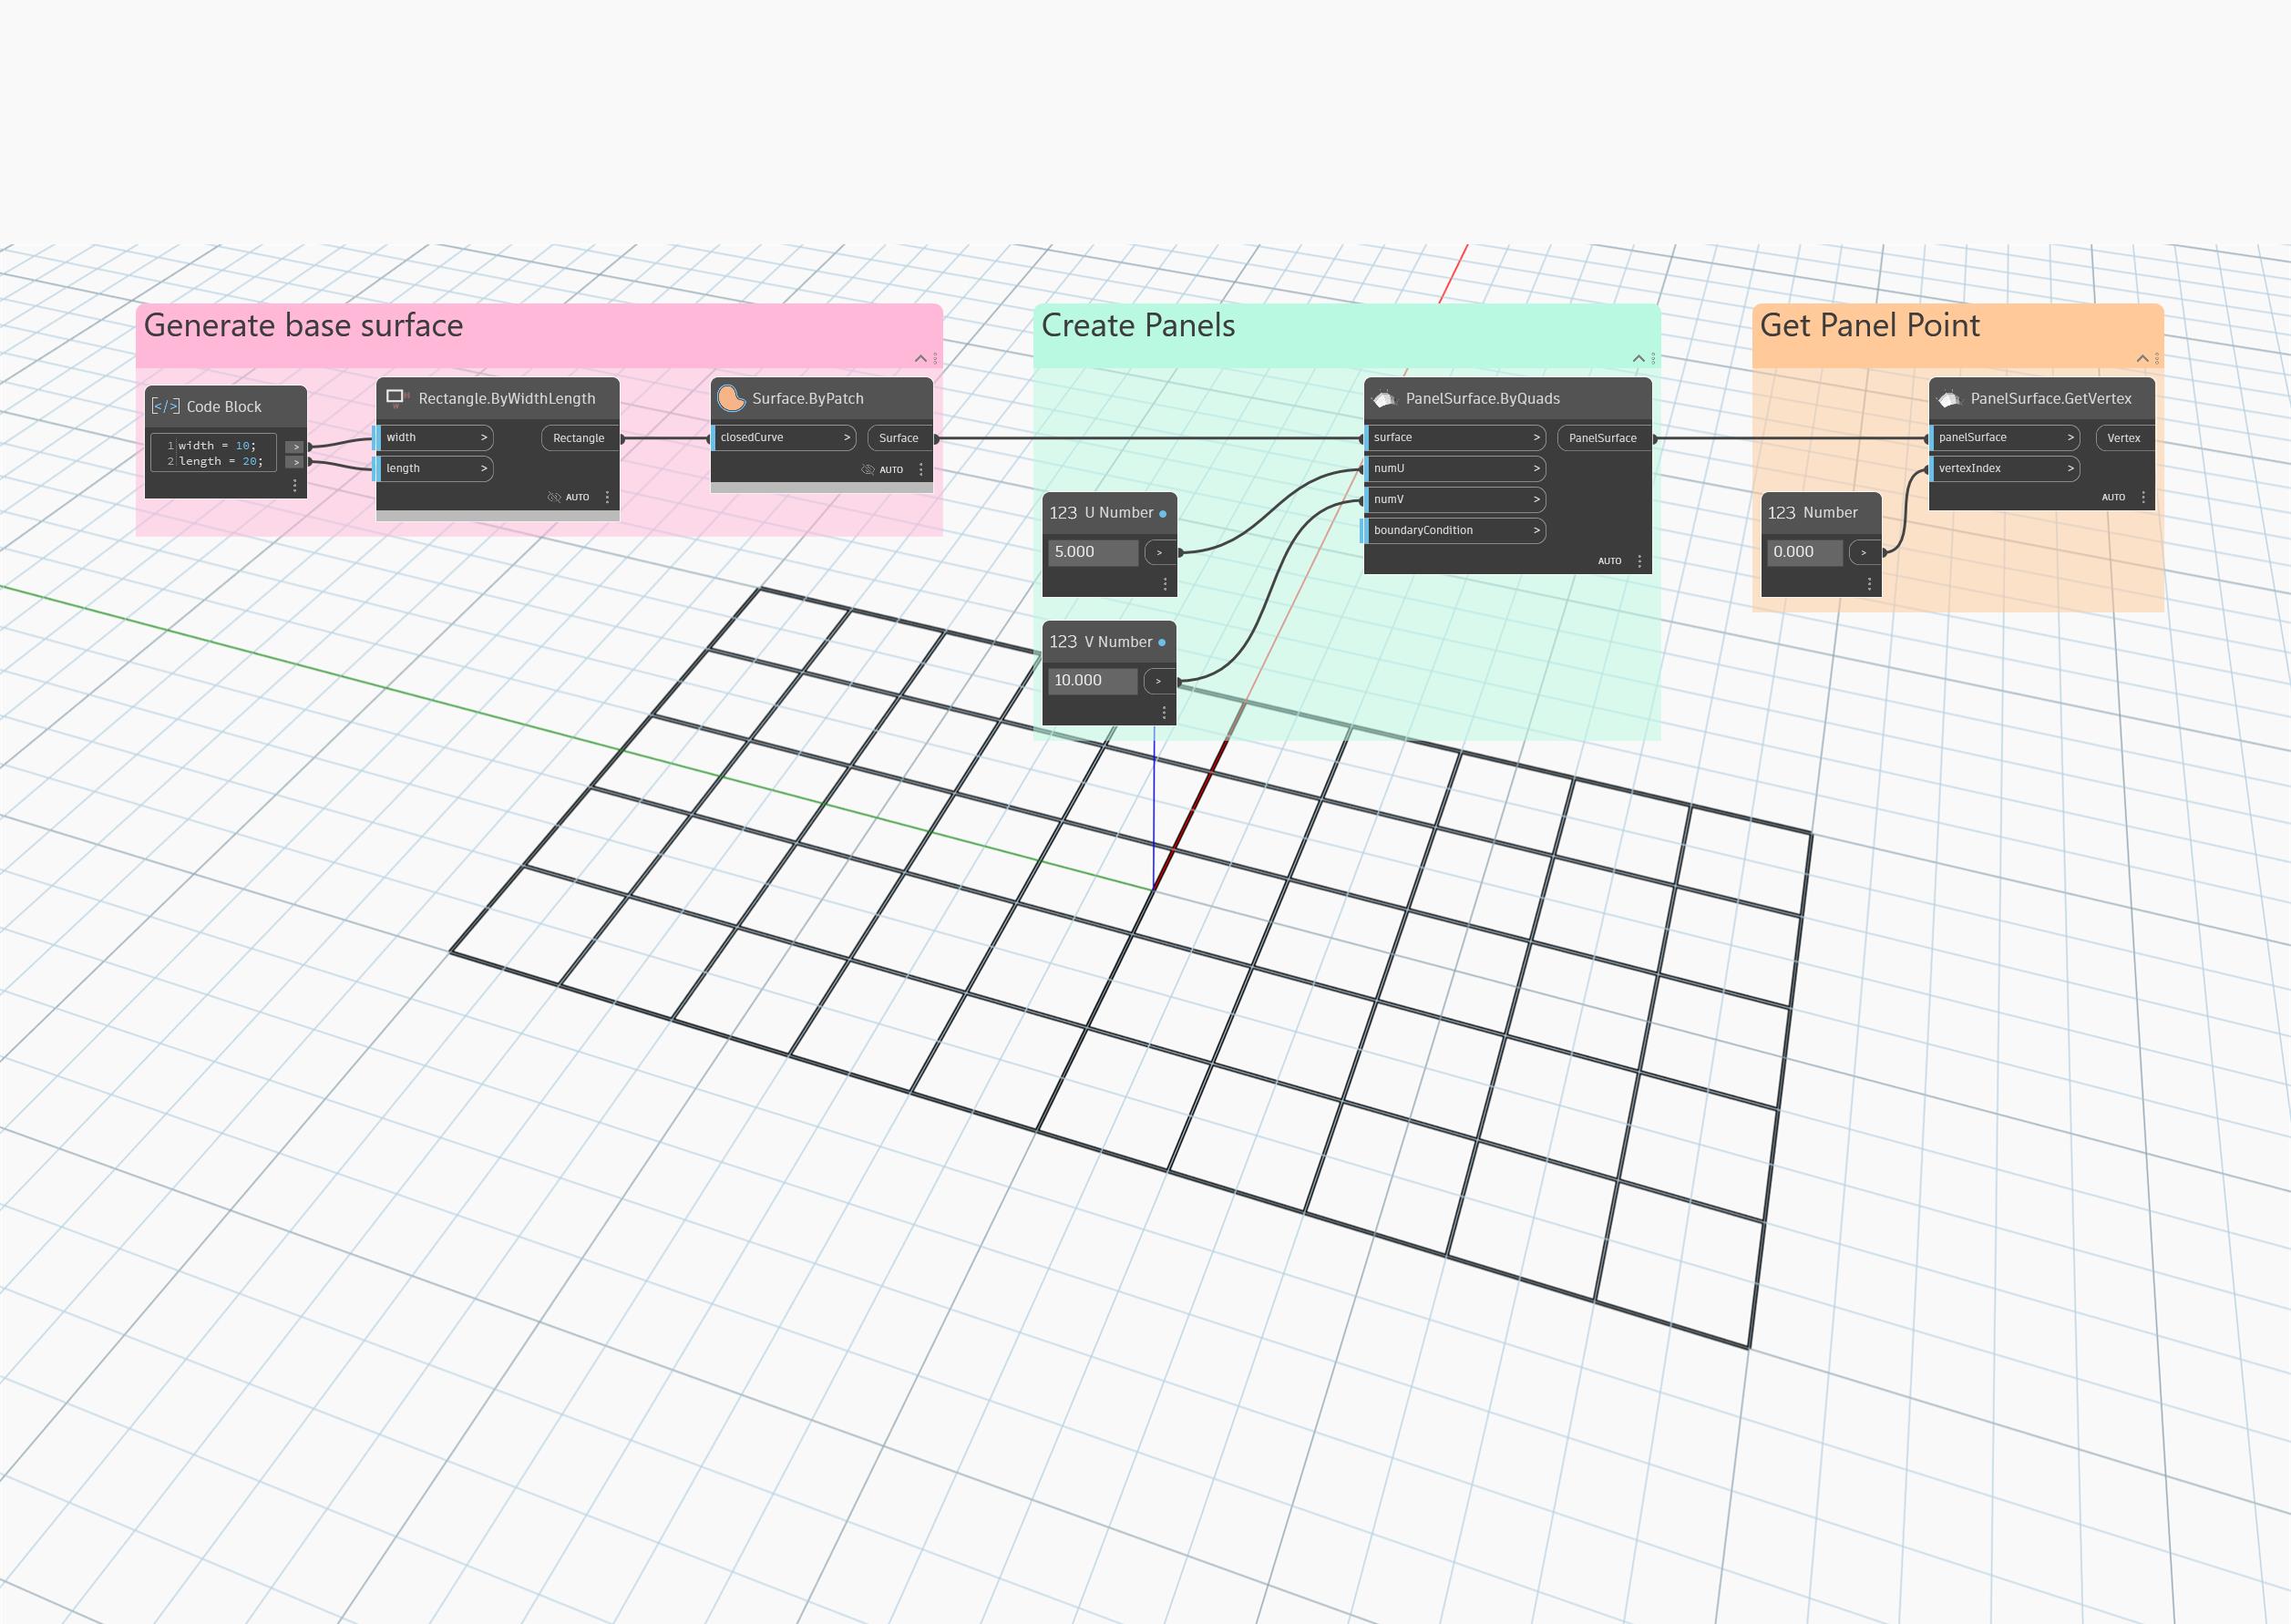 Generate base surface
Code Block
1 width = 10;
2 length = 20;
>
>
Rectangle.ByWidthLength
width >
Rectangle
length >
AUTO
Surface.ByPatch
closedCurve >
Surface
AUTO
Create Panels
PanelSurface.ByQuads
surface >
PanelSurface
numU >
numV >
boundaryCondition >
AUTO
123 U Number
5.000 >
123 V Number
10.000 >
Get Panel Point
PanelSurface.GetVertex
panelSurface >
Vertex
vertexIndex >
AUTO
123 Number
0.000 >